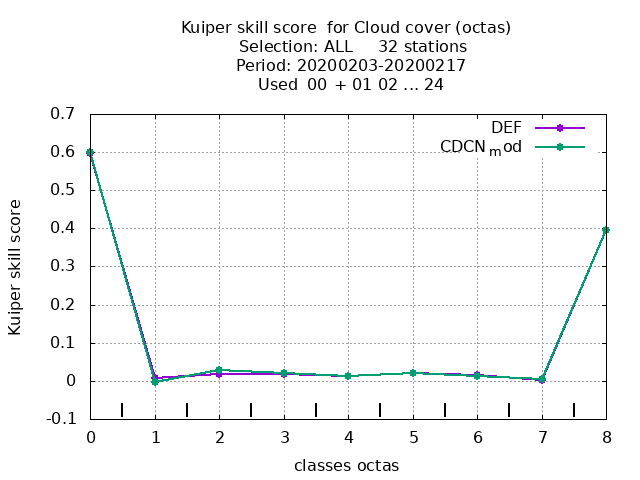 Kuiper skill score  for Cloud cover (octas)
Selection: ALL     32 stations
Period: 20200203-20200217
Used  00  + 01 02 ... 24
DEF
CDCN mod
Kuiper skill score
0.7
0.6
0.5
0.4
0.3
0.2
0.1
0
-0.1
0 1 2 3 4 5 6 7 8
classes octas